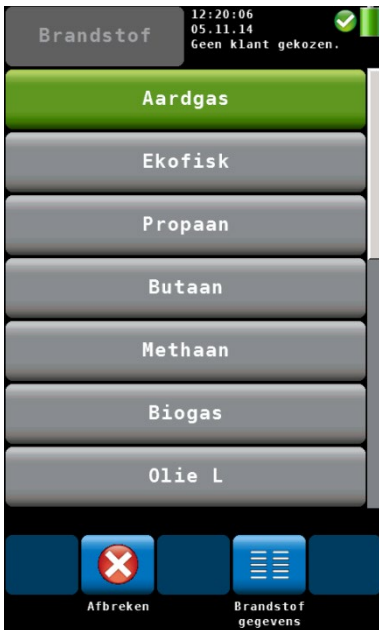 Brandstof
12:20:06
05.11.14
Geen klant gekozen.
Aardgas
Ekofisk
Propaan
Butaan
Methaan
Biogas
Olie L
Afbreken
Brandstof
gegevens